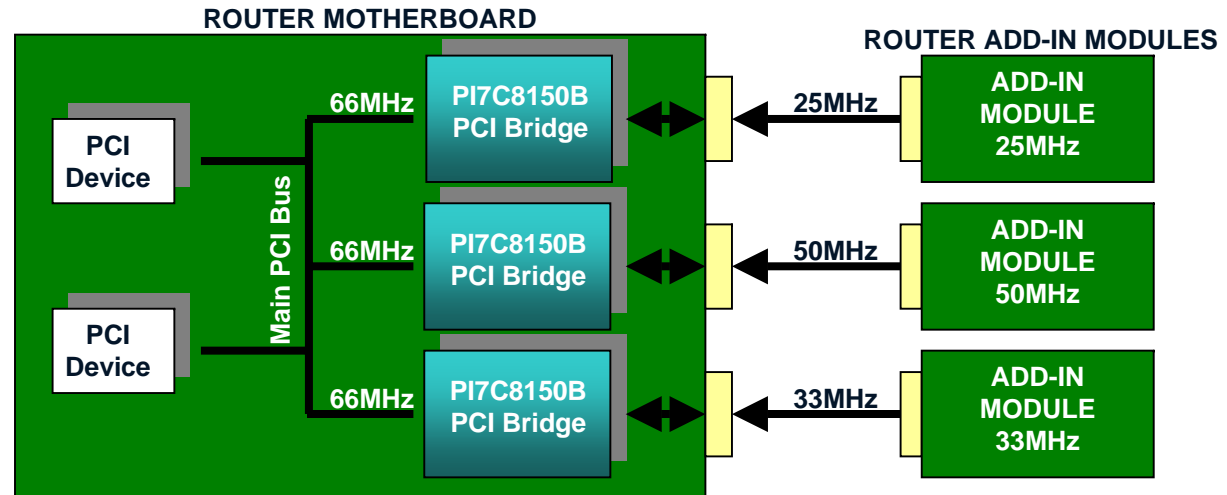 ROUTER MOTHERBOARD
ROUTER ADD-IN MODULES
PCI
Device
PCI
Device
Main PCI Bus
66MHz
PI7C8150B
PCI Bridge
25MHz
ADD-IN
MODULE
25MHz
66MHz
PI7C8150B
PCI Bridge
50MHz
ADD-IN
MODULE
50MHz
66MHz
PI7C8150B
PCI Bridge
33MHz
ADD-IN
MODULE
33MHz